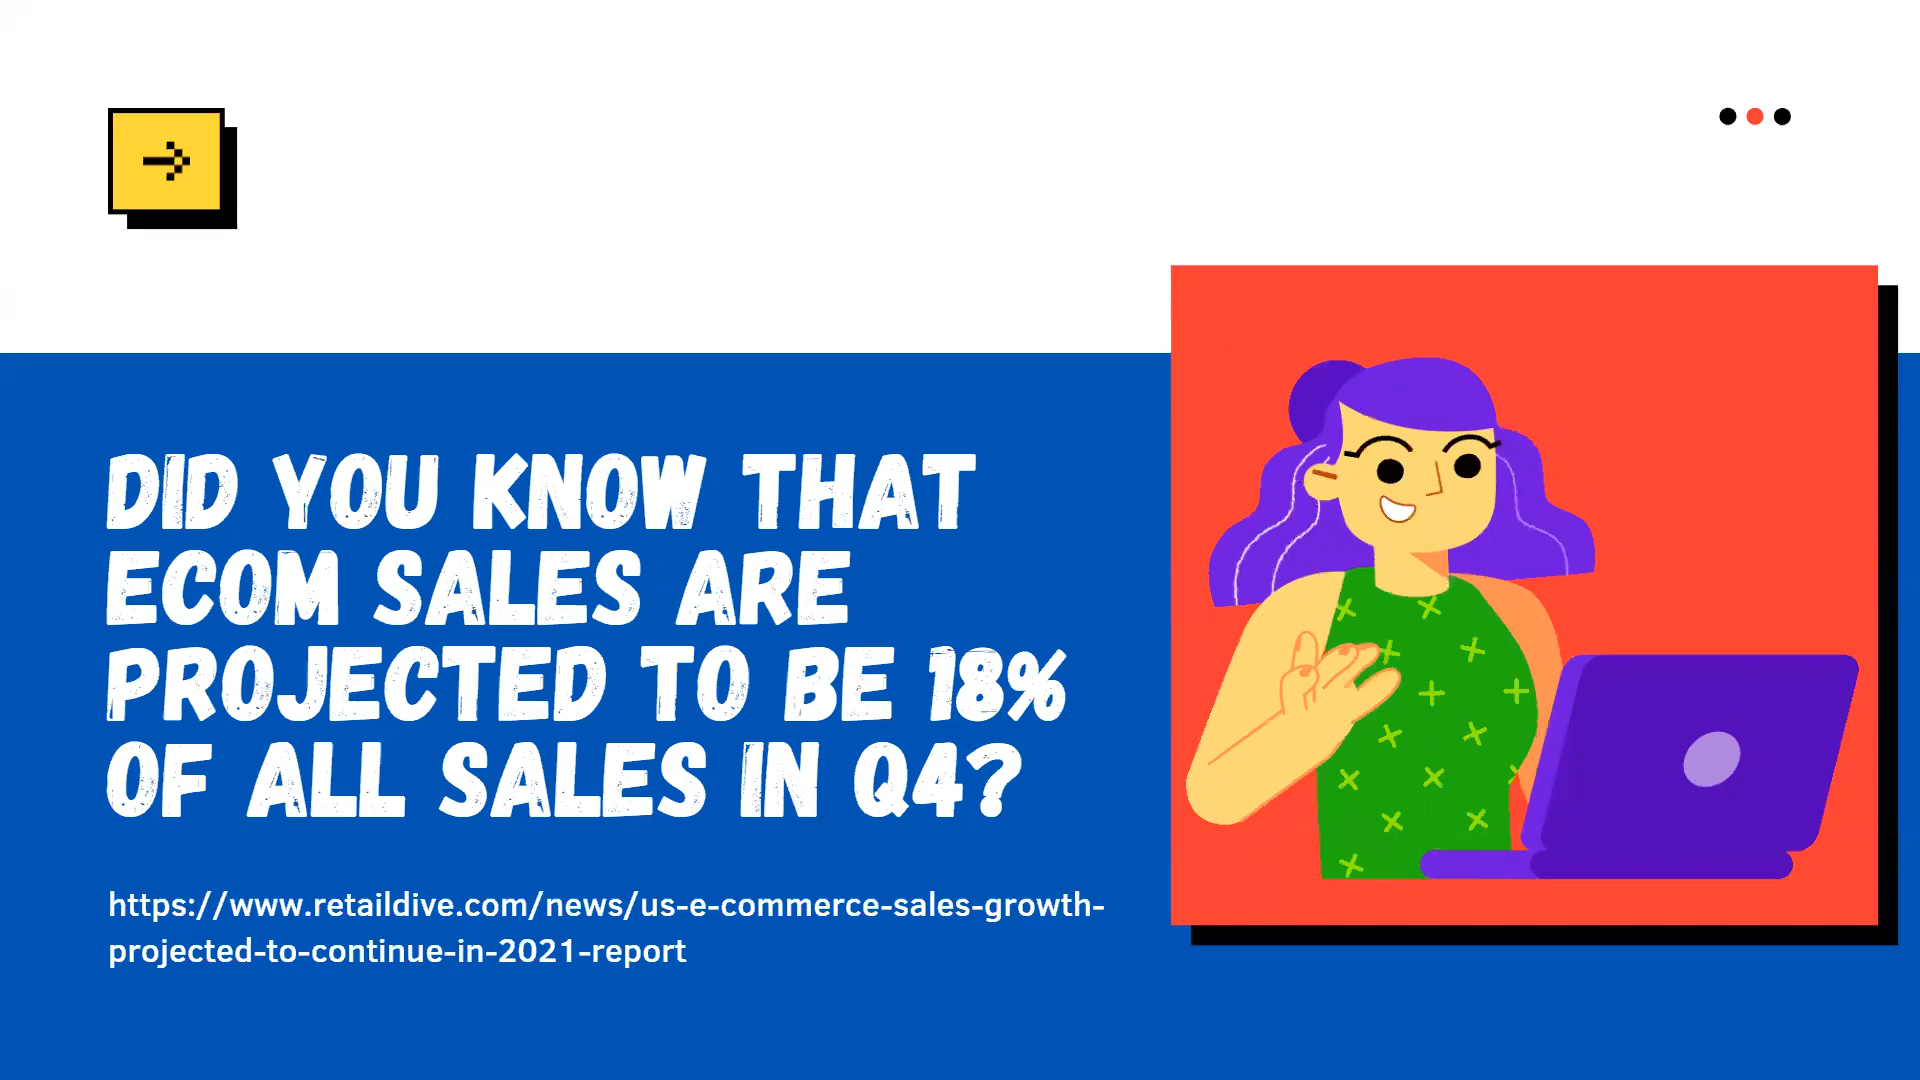 DID YOU KNOW THAT
ECOM SALES ARE
PROJECTED TO BE 18%
OF ALL SALES IN Q4?
https://www.retaildive.com/news/us-e-commerce-sales-growth-
projected-to-continue-in-2021-report